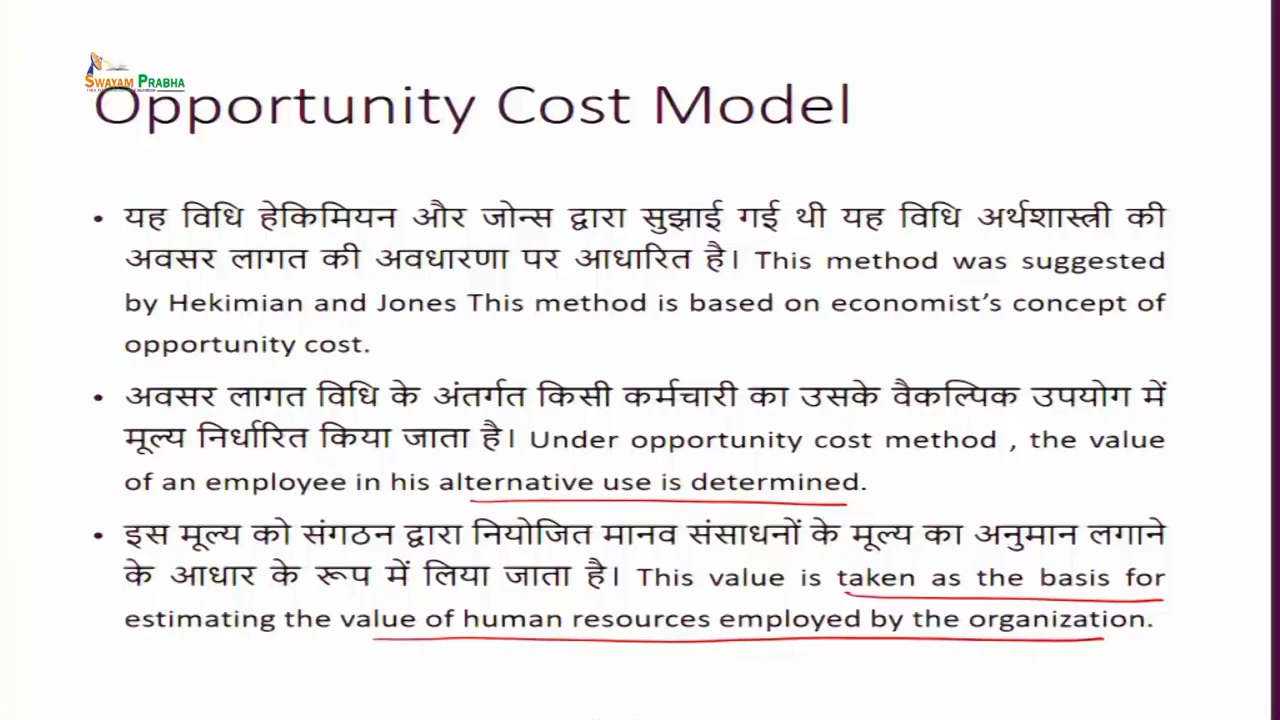 SWAYAM PRABHA
Opportunity Cost Model
• यह विधि हेकिमियन और जोन्स द्वारा सुझाई गई थी यह विधि अर्थशास्त्री की
अवसर लागत की अवधारणा पर आधारित है। This method was suggested
by Hekimian and Jones This method is based on economist’s concept of
opportunity cost.
• अवसर लागत विधि के अंतर्गत किसी कर्मचारी का उसके वैकल्पिक उपयोग में
मूल्य निर्धारित किया जाता है। Under opportunity cost method , the value
of an employee in his alternative use is determined.
• इस मूल्य को संगठन द्वारा नियोजित मानव संसाधनों के मूल्य का अनुमान लगाने
के आधार के रूप में लिया जाता है। This value is taken as the basis for
estimating the value of human resources employed by the organization.